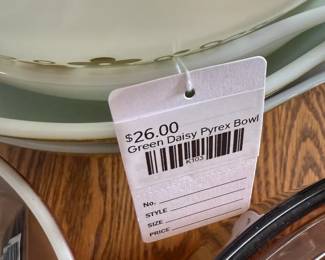 $26.00
Green Daisy Pyrex Bowl
K103
No.
STYLE
SIZE
PRICE